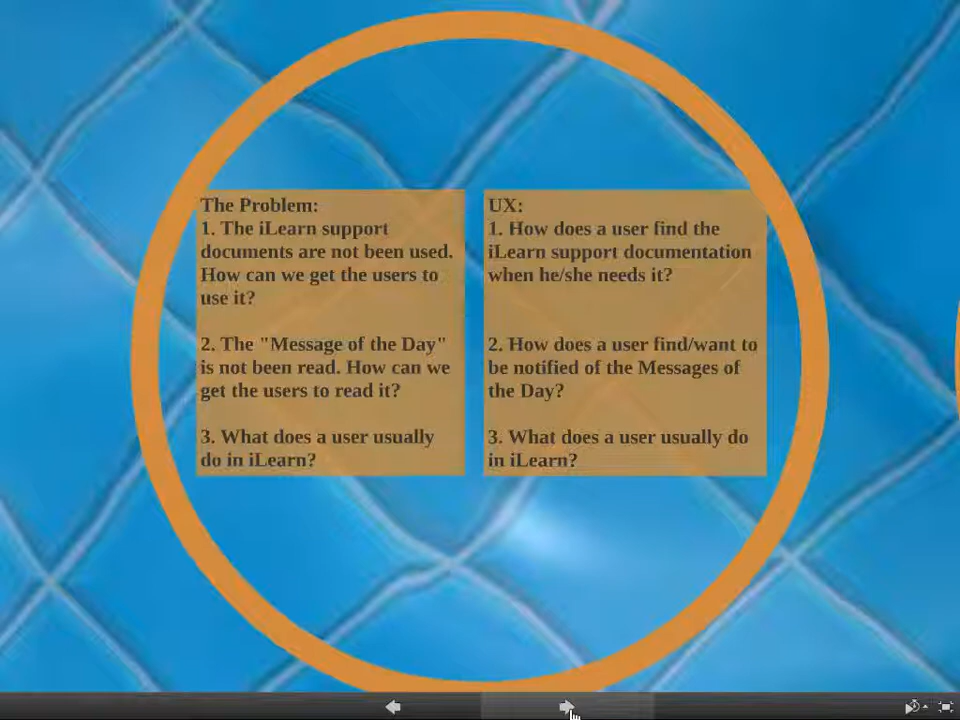 The Problem:
1. The iLearn support
documents are not been used.
How can we get the users to
use it?
2. The "Message of the Day"
is not been read. How can we
get the users to read it?
3. What does a user usually
do in iLearn?
UX:
1. How does a user find the
iLearn support documentation
when he/she needs it?
2. How does a user find/want to
be notified of the Messages of
the Day?
3. What does a user usually do
in iLearn?